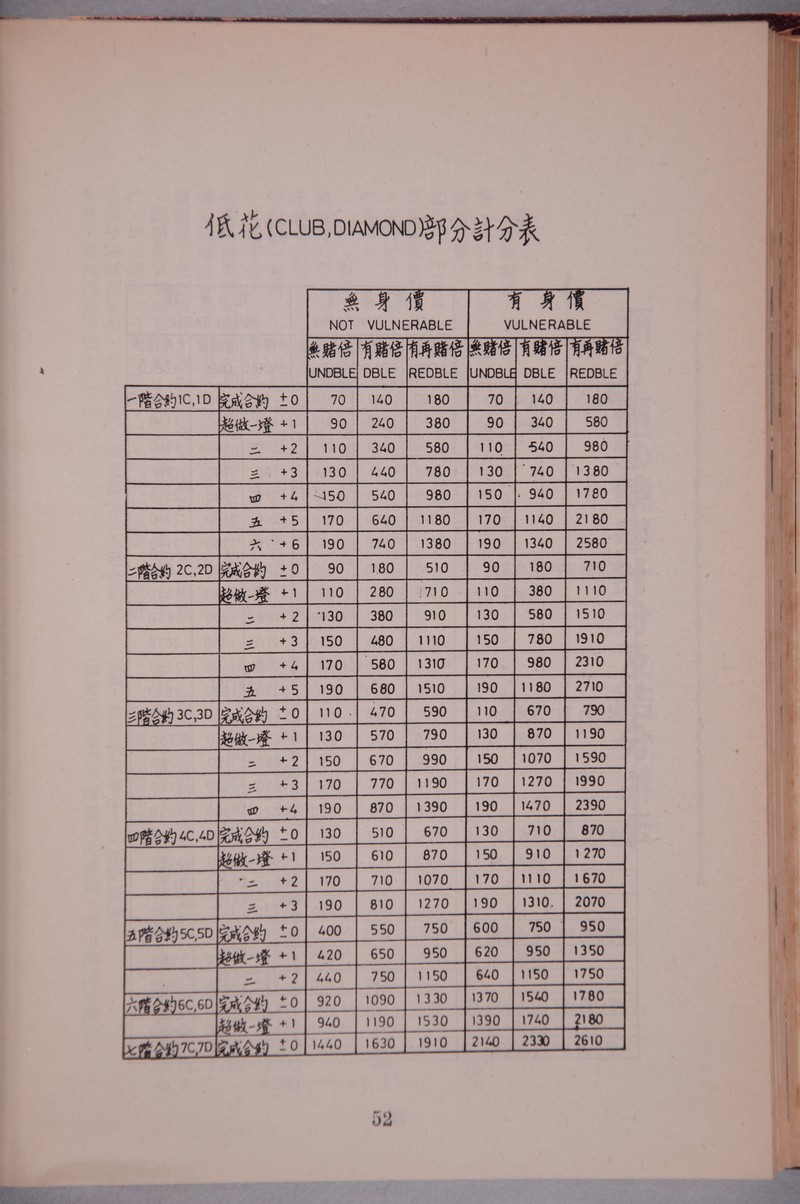 低花(CLUB,DIAMOND)部分計分表
無身價 有身價
NOT VULNERABLE VULNERABLE
無賭倍 有賭倍 有再賭倍 無賭倍 有賭倍 有再賭倍
UNDBLE DBLE REDBLE UNDBLE DBLE REDBLE
一階合約1C,1D 完成合約 ±0 70 140 180 70 140 180
超做一墱 +1 90 240 380 90 340 580
二 +2 110 340 580 110 540 980
三 +3 130 440 780 130 740 1380
四 +4 150 540 980 150 940 1780
五 +5 170 640 1180 170 1140 2180
六 +6 190 740 1380 190 1340 2580
二階合約 2C,2D 完成合約 ±0 90 180 510 90 180 710
超做一墱 +1 110 280 710 110 380 1110
二 +2 130 380 910 130 580 1510
三 +3 150 480 1110 150 780 1910
四 +4 170 580 1310 170 980 2310
五 +5 190 680 1510 190 1180 2710
三階合約 3C,3D 完成合約 ±0 110 470 590 110 670 790
超做一墱 +1 130 570 790 130 870 1190
二 +2 150 670 990 150 1070 1590
三 +3 170 770 1190 170 1270 1990
四 +4 190 870 1390 190 1470 2390
四階合約 4C,4D 完成合約 ±0 130 510 670 130 710 870
超做一墱 +1 150 610 870 150 910 1270
二 +2 170 710 1070 170 1110 1670
三 +3 190 810 1270 190 1310 2070
五階合約 5C,5D 完成合約 ±0 400 550 750 600 750 950
超做一墱 +1 420 650 950 620 950 1350
二 +2 440 750 1150 640 1150 1750
六階合約6C,6D 完成合約 ±0 920 1090 1330 1370 1540 1780
超做一墱 +1 940 1190 1530 1390 1740 2180
七階合約7C,7D 完成合約 ±0 1440 1630 1910 2140 2330 2610
52